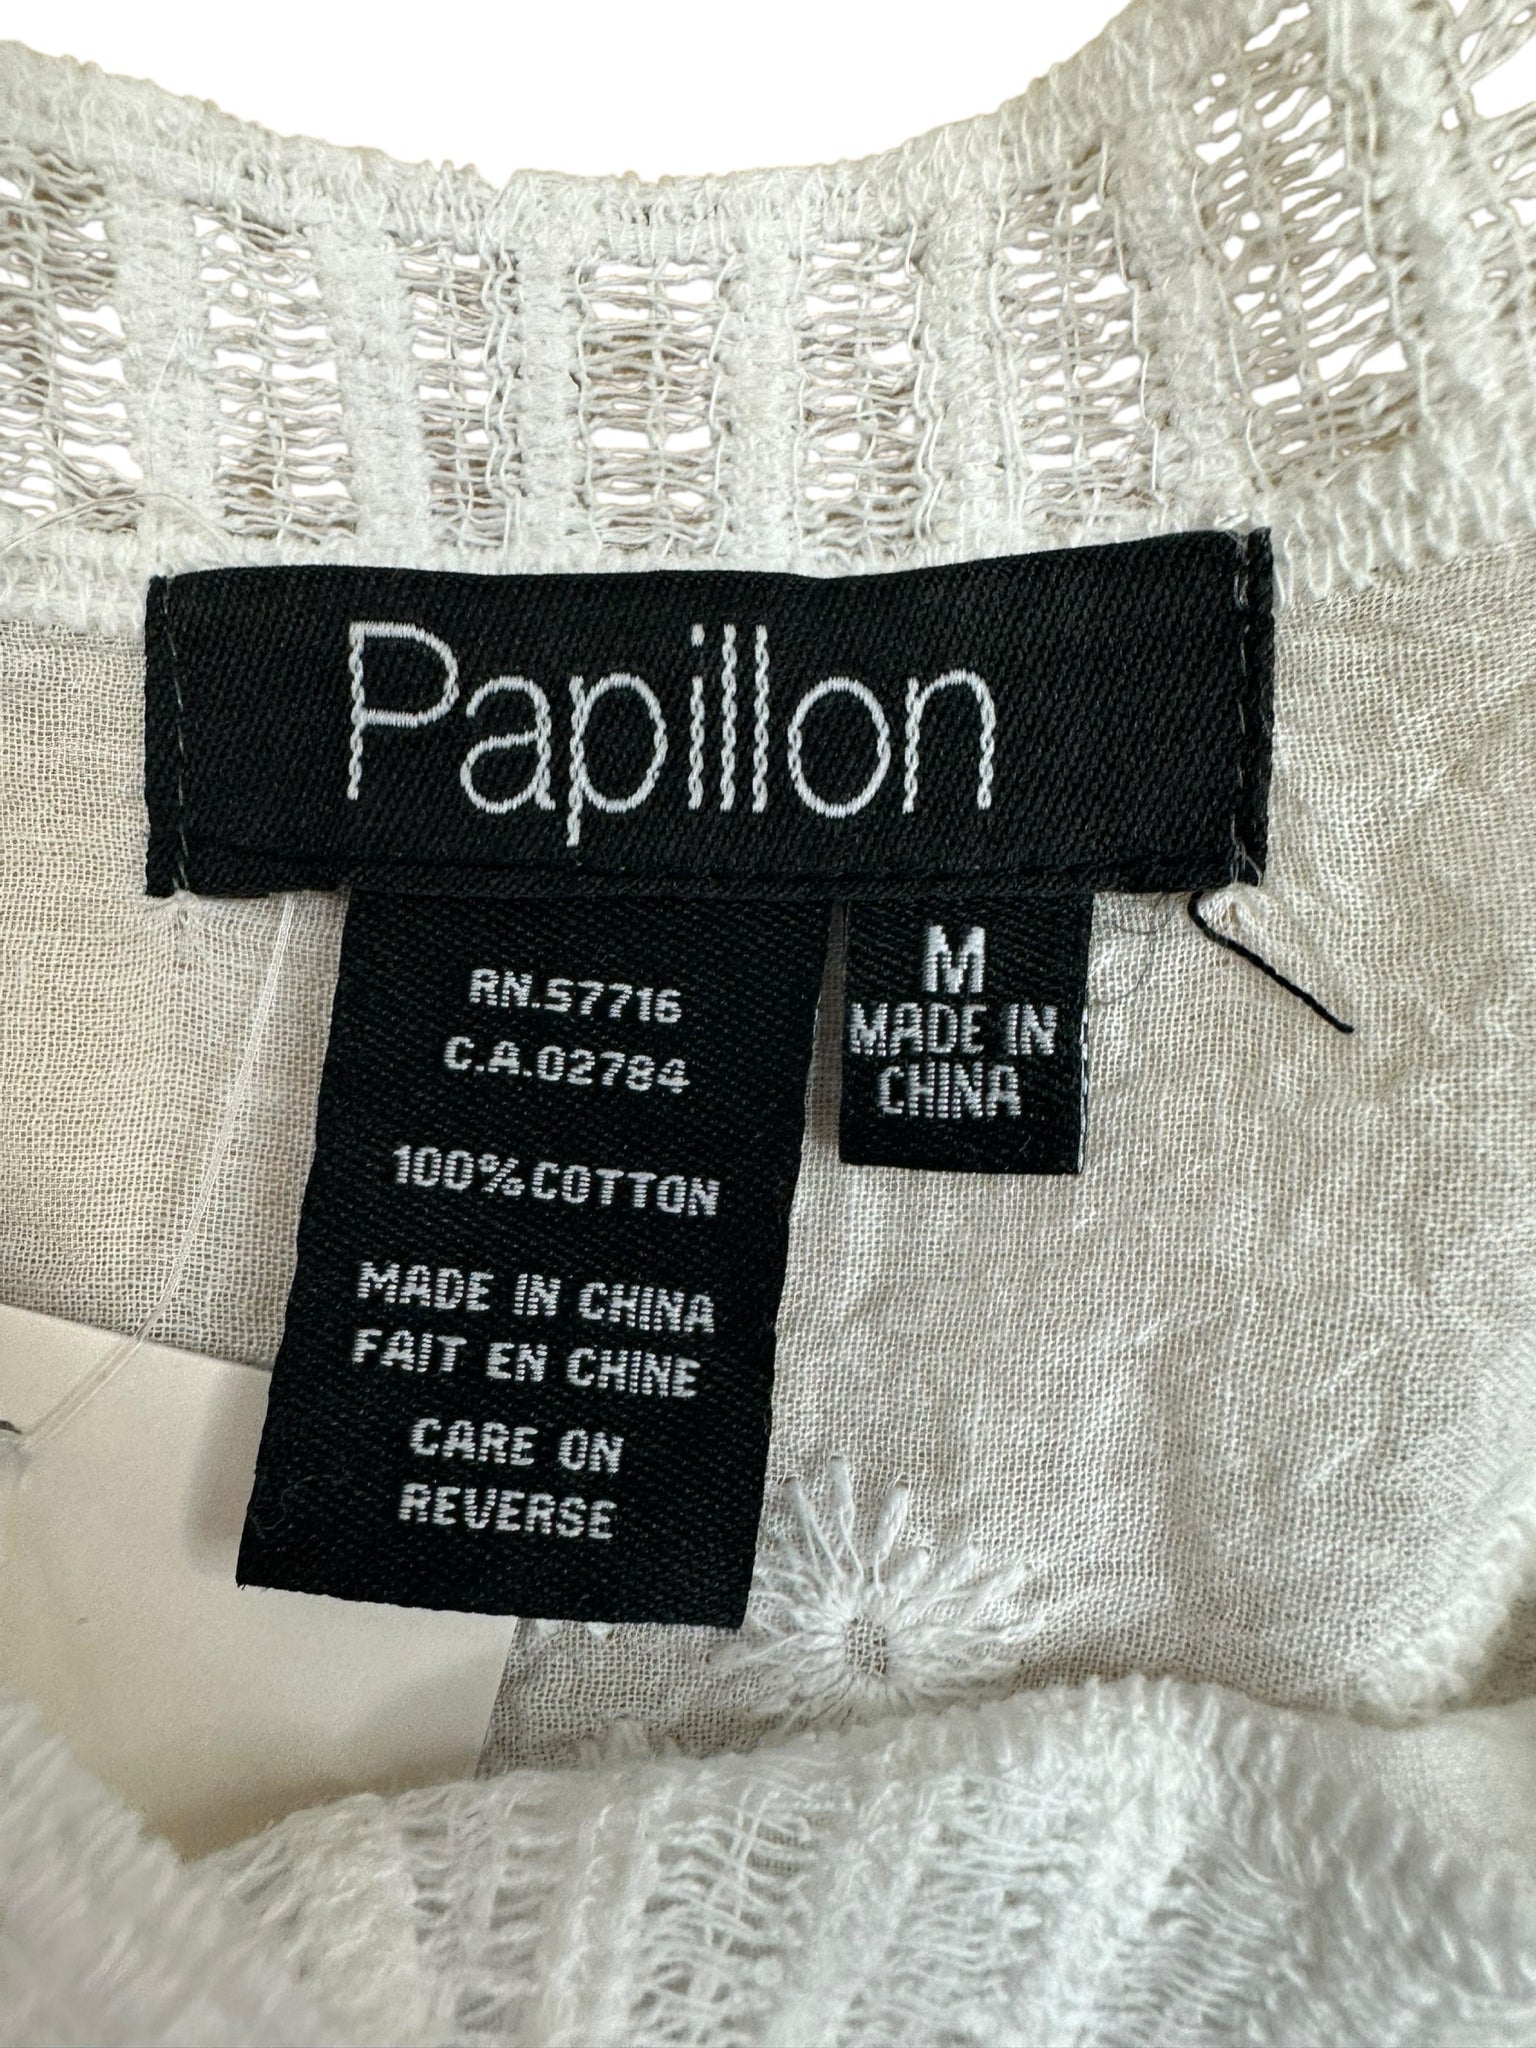 Papillon
RN.57716
C.A.02784
100%COTTON
MADE IN CHINA
FAIT EN CHINE
CARE ON
REVERSE
M
MADE IN
CHINA